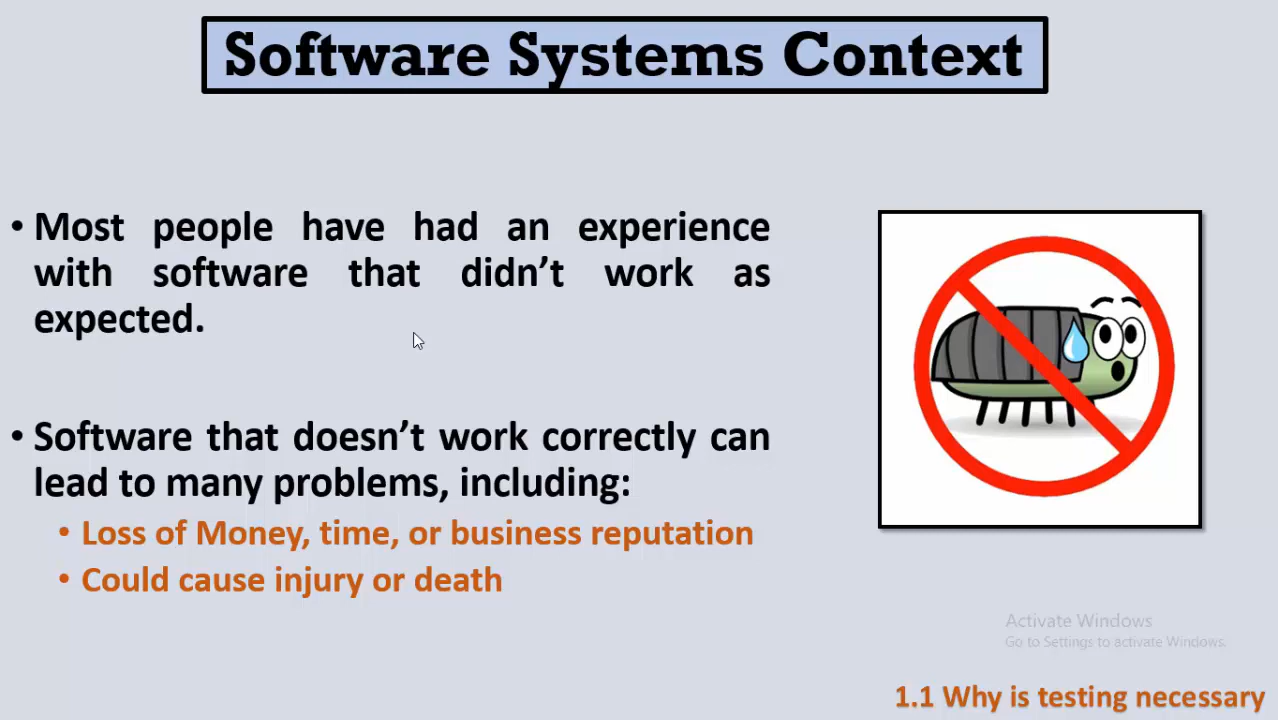 Software Systems Context
• Most people have had an experience
with software that didn’t work as
expected.
• Software that doesn’t work correctly can
lead to many problems, including:
• Loss of Money, time, or business reputation
• Could cause injury or death
Activate Windows
Go to Settings to activate Windows.
1.1 Why is testing necessary